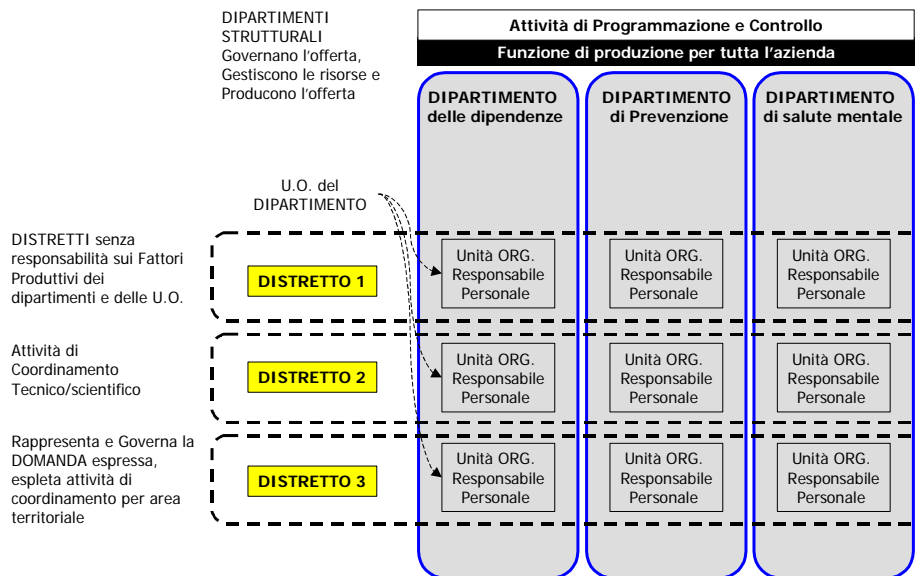 DIPARTIMENTI
STRUTTURALI
Governano l'offerta,
Gestiscono le risorse e
Producono l'offerta
Attività di Programmazione e Controllo
Funzione di produzione per tutta l'azienda
DIPARTIMENTO
delle dipendenze
DIPARTIMENTO
di Prevenzione
DIPARTIMENTO
di salute mentale
U.O. del
DIPARTIMENTO
DISTRETTI senza
responsabilità sui Fattori
Produttivi dei
dipartimenti e delle U.O.
DISTRETTO 1
Unità ORG.
Responsabile
Personale
Unità ORG.
Responsabile
Personale
Unità ORG.
Responsabile
Personale
Attività di
Coordinamento
Tecnico/scientifico
DISTRETTO 2
Unità ORG.
Responsabile
Personale
Unità ORG.
Responsabile
Personale
Unità ORG.
Responsabile
Personale
Rappresenta e Governa la
DOMANDA espressa,
espleta attività di
coordinamento per area
territoriale
DISTRETTO 3
Unità ORG.
Responsabile
Personale
Unità ORG.
Responsabile
Personale
Unità ORG.
Responsabile
Personale